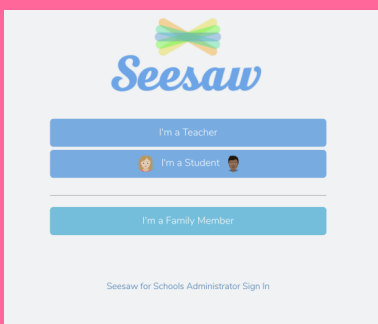 Seesaw
I'm a Teacher
I'm a Student
I'm a Family Member
Seesaw for Schools Administrator Sign In